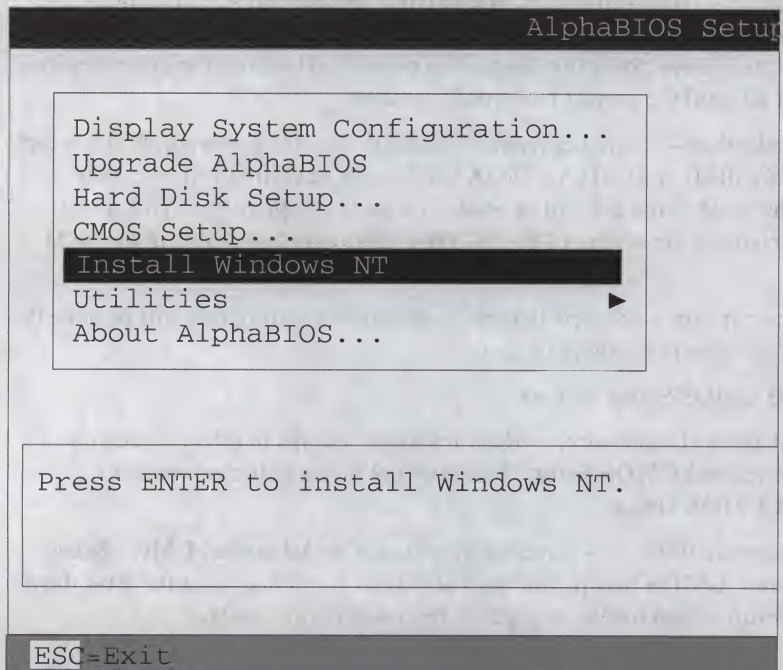 AlphaBIOS Setup
Display System Configuration...
Upgrade AlphaBIOS
Hard Disk Setup...
CMOS Setup...
Install Windows NT
Utilities
About AlphaBIOS...
Press ENTER to install Windows NT.
ESC=Exit